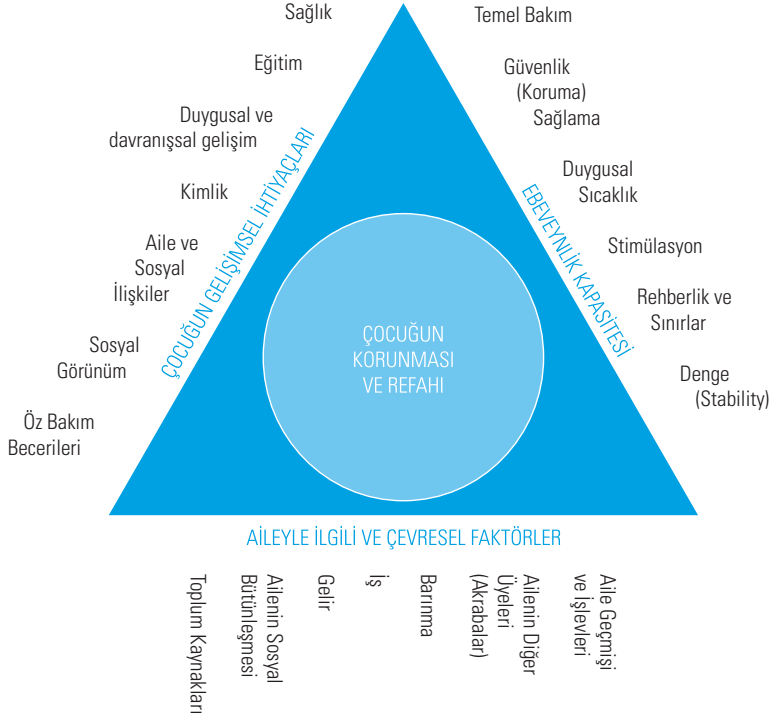 Sağlık
Eğitim
Duygusal ve
davranışsal gelişim
Kimlik
Aile ve
Sosyal
İlişkiler
Sosyal
Görünüm
Öz Bakım
Becerileri
ÇOCUĞUN GELİŞİMSEL İHTİYAÇLARI
Temel Bakım
Güvenlik
(Koruma)
Sağlama
Duygusal
Sıcaklık
Stimülasyon
Rehberlik ve
Sınırlar
Denge
(Stability)
EBEVEYNLİK KAPASİTESİ
ÇOCUĞUN
KORUNMASI
VE REFAHI
AİLEYLE İLGİLİ VE ÇEVRESEL FAKTÖRLER
Toplum Kaynakları
Ailenin Sosyal
Bütünleşmesi
Gelir
İş
Barınma
Ailenin Diğer
Üyeleri
(Akrabalar)
Aile Geçmişi
ve İşlevleri